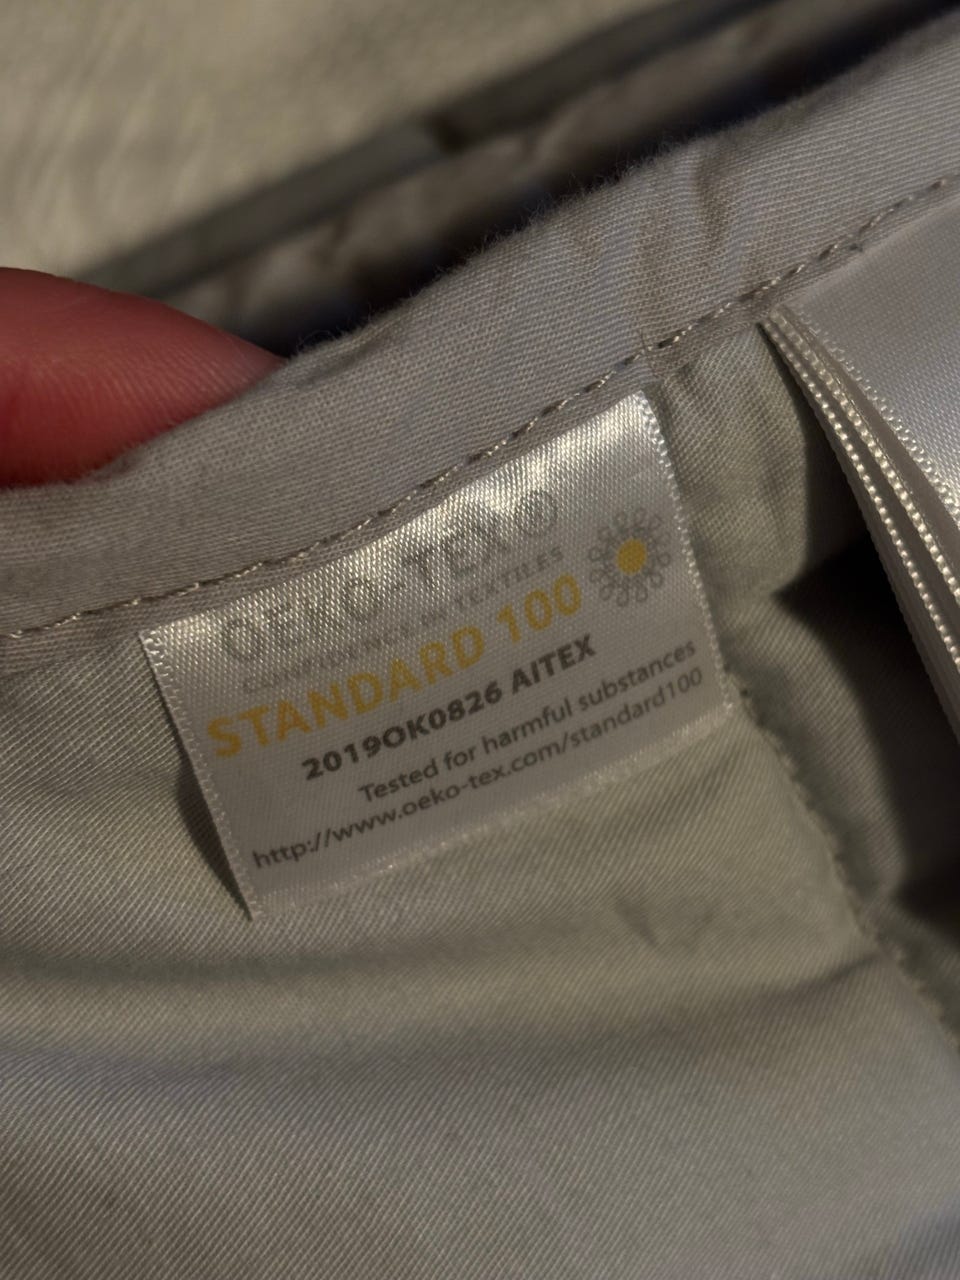 OEKO-TEX®
CONFIDENCE IN TEXTILES
STANDARD 100
2019OK0826 AITEX
Tested for harmful substances
http://www.oeko-tex.com/standard100